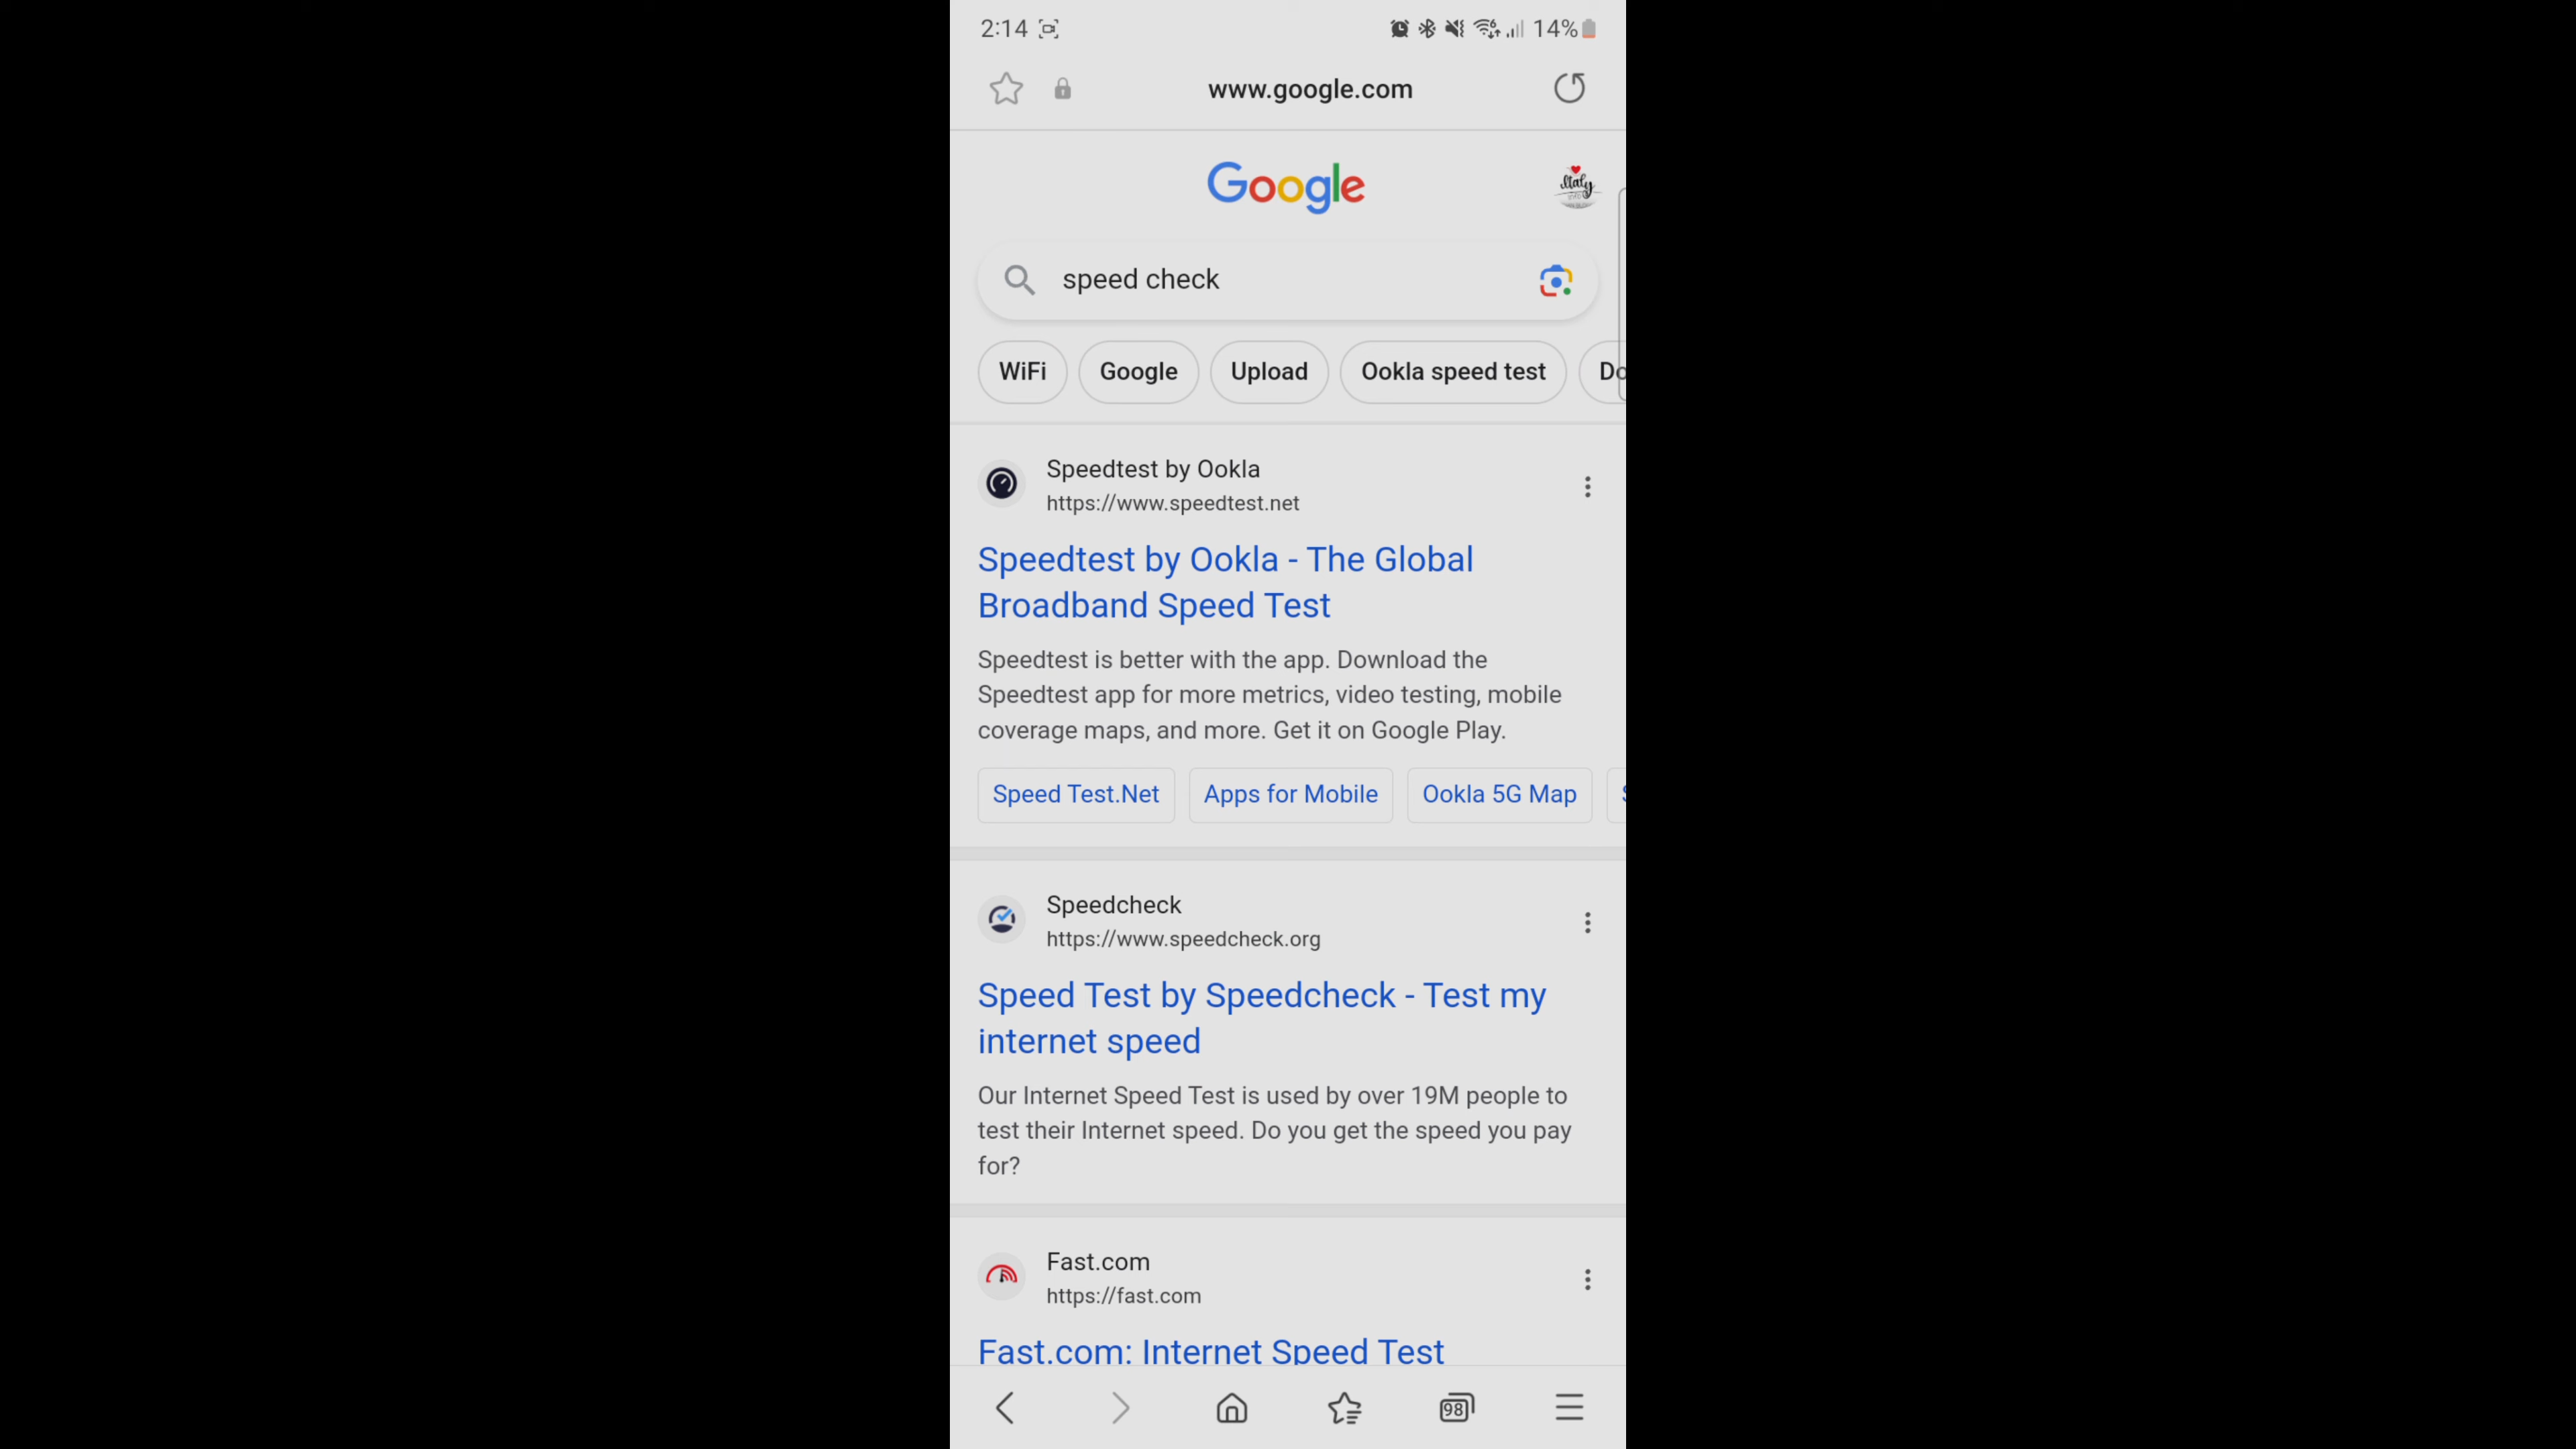 2:14 14%
www.google.com
Google
Italy
speed check
WiFi Google Upload Ookla speed test Do
Speedtest by Ookla
https://www.speedtest.net
Speedtest by Ookla - The Global
Broadband Speed Test
Speedtest is better with the app. Download the
Speedtest app for more metrics, video testing, mobile
coverage maps, and more. Get it on Google Play.
Speed Test.Net Apps for Mobile Ookla 5G Map
Speedcheck
https://www.speedcheck.org
Speed Test by Speedcheck - Test my
internet speed
Our Internet Speed Test is used by over 19M people to
test their Internet speed. Do you get the speed you pay
for?
Fast.com
https://fast.com
Fast.com: Internet Speed Test
98